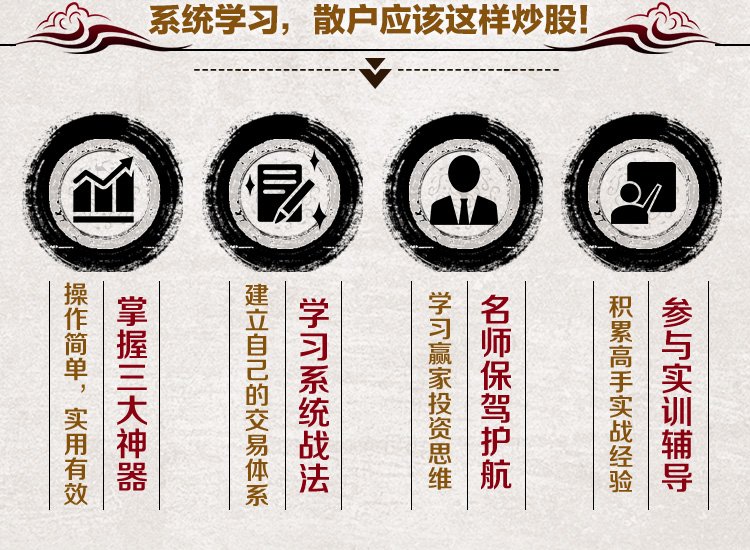 系统学习，散户应该这样炒股！
掌握三大神器
操作简单，实用有效
学习系统战法
建立自己的交易体系
名师保驾护航
学习赢家投资思维
参与实训辅导
积累高手实战经验